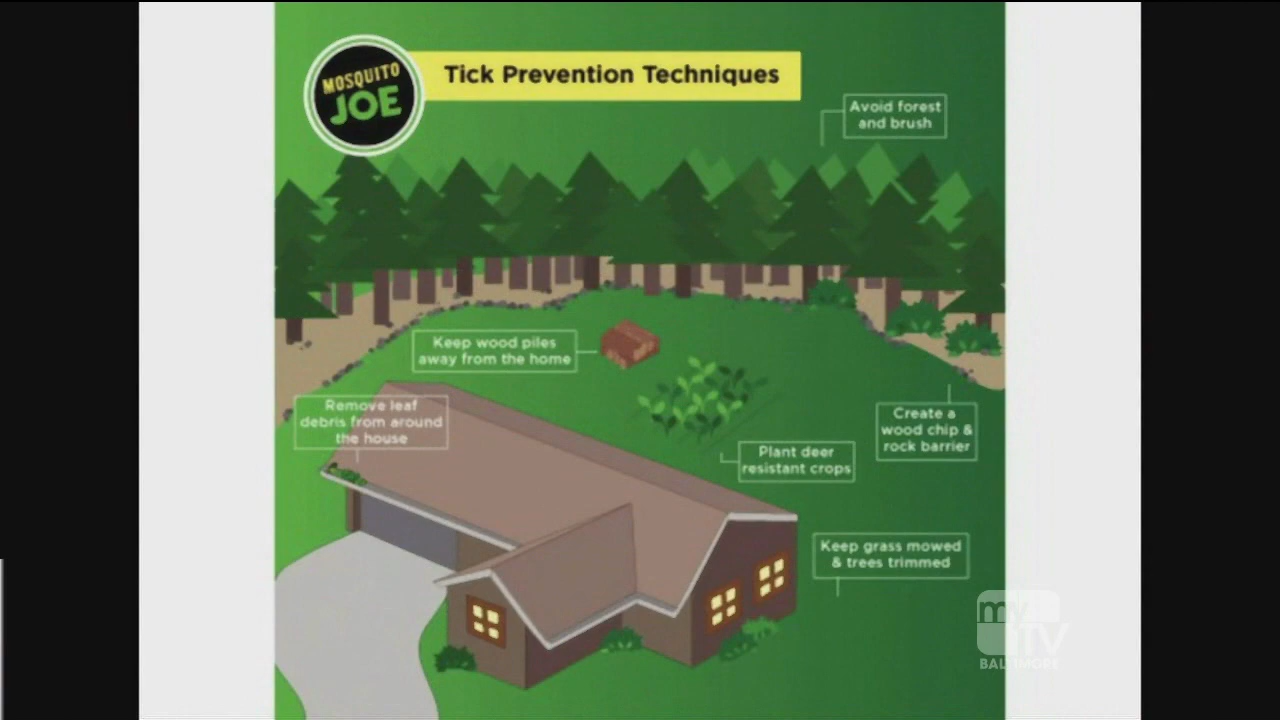 MOSQUITO
JOE
Tick Prevention Techniques
Avoid forest
and brush
Keep wood piles
away from the home
Remove leaf
debris from around
the house
Create a
wood chip &
rock barrier
Plant deer
resistant crops
Keep grass mowed
& trees trimmed
my
TV
BALTIMORE